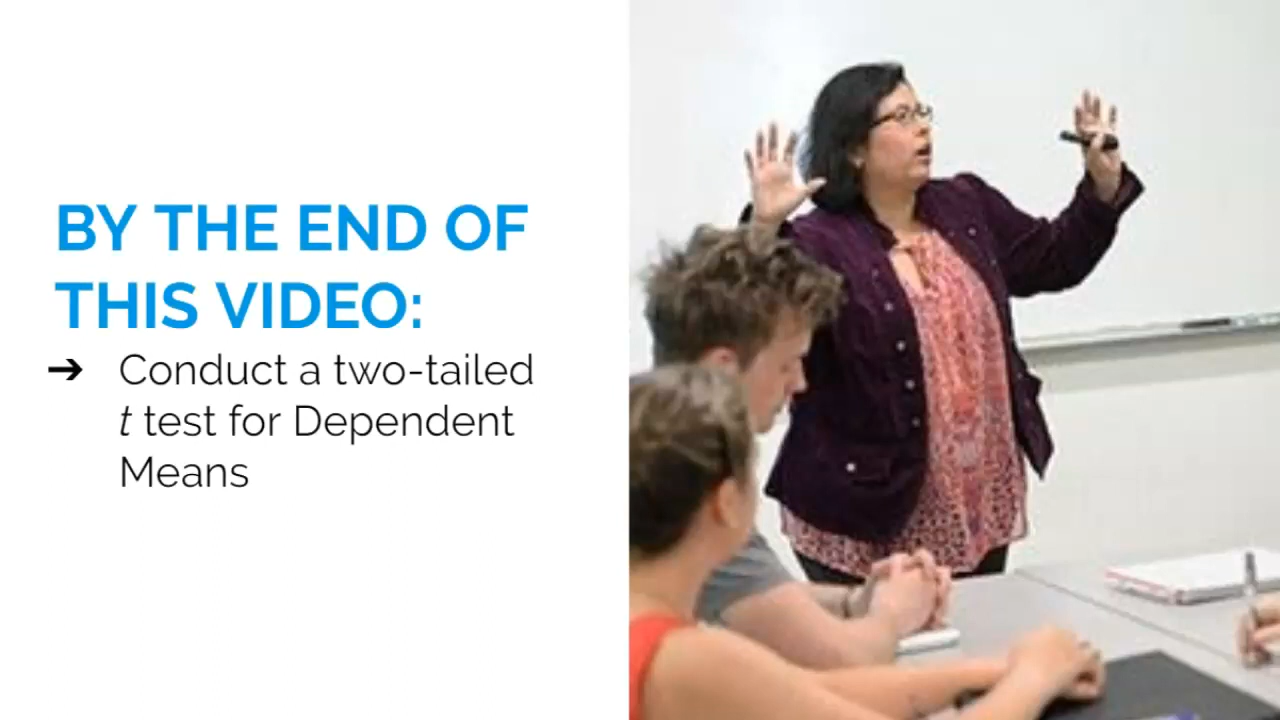 BY THE END OF
THIS VIDEO:
➔ Conduct a two-tailed
t test for Dependent
Means